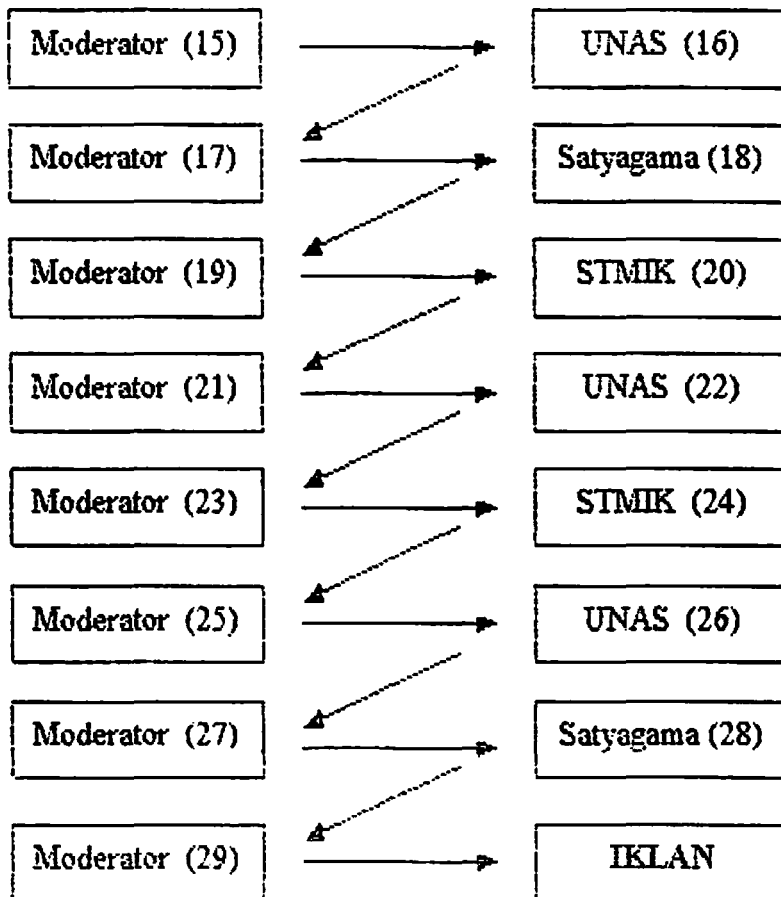 Moderator (15)
UNAS (16)
Moderator (17)
Satyagama (18)
Moderator (19)
STMIK (20)
Moderator (21)
UNAS (22)
Moderator (23)
STMIK (24)
Moderator (25)
UNAS (26)
Moderator (27)
Satyagama (28)
Moderator (29)
IKLAN